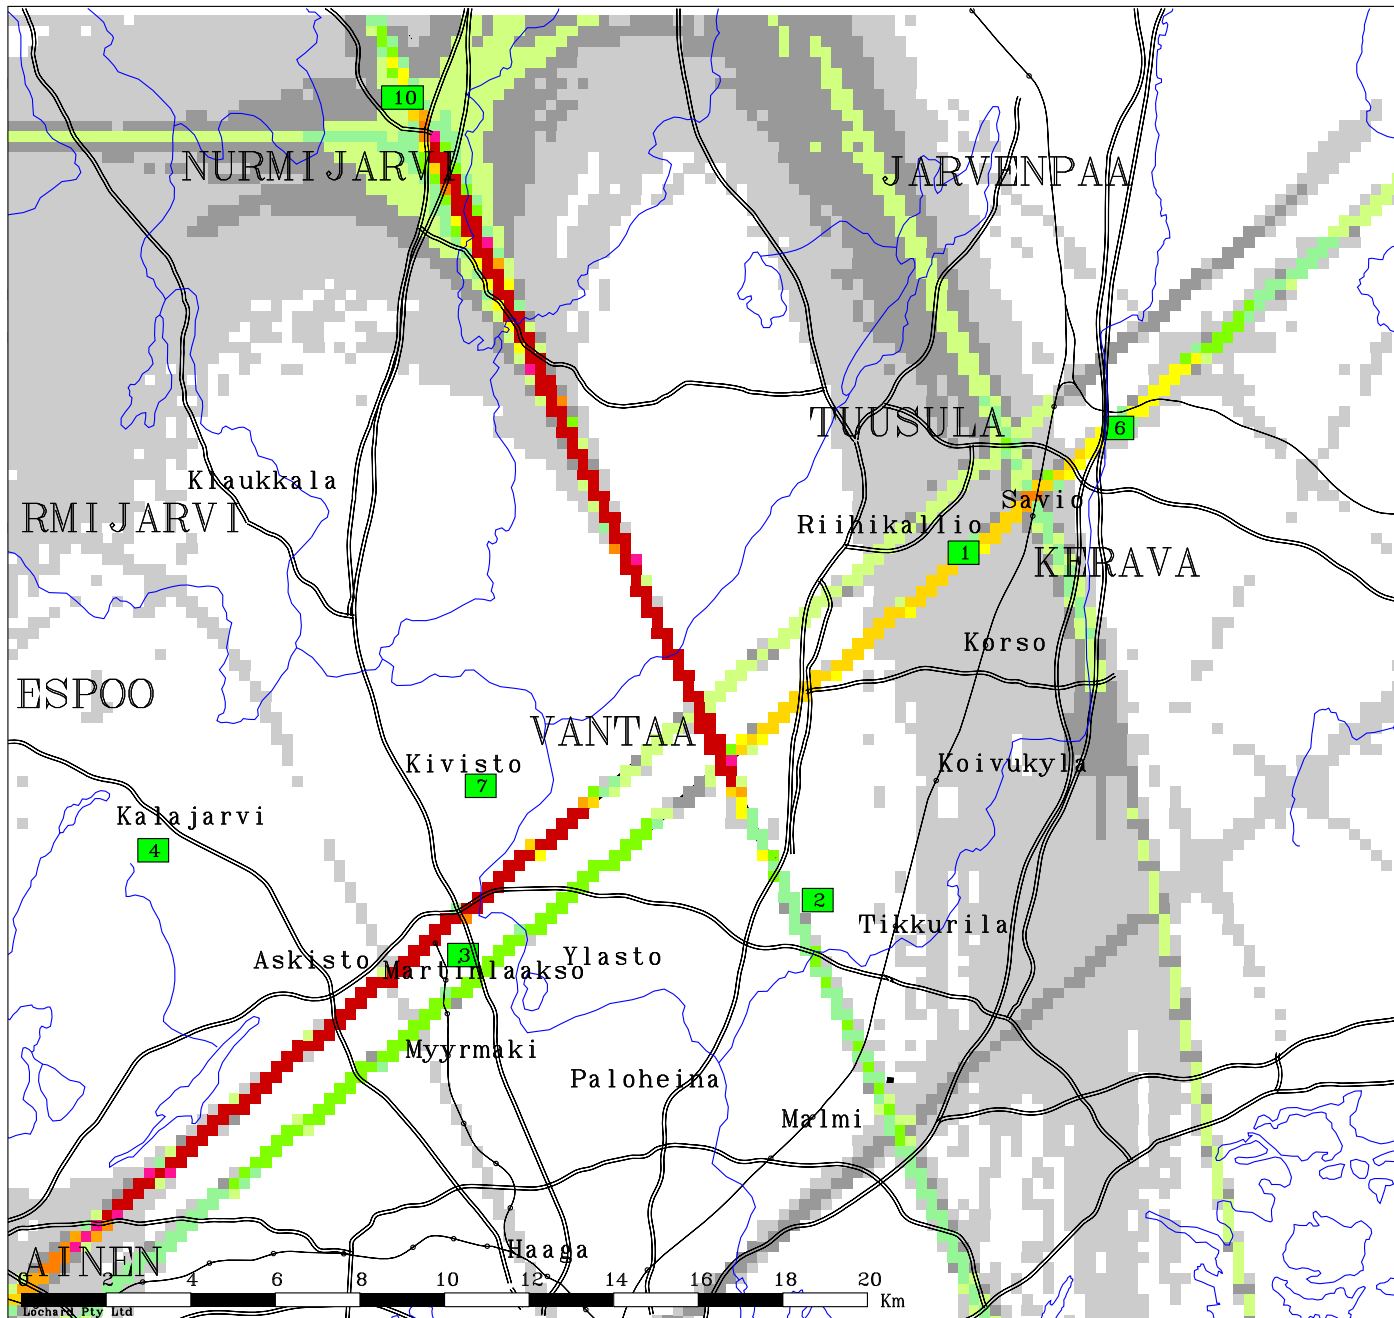 10
NURMIJARVI
JARVENPAA
TUUSULA
6
Klaukkala
Savio
RMIJARVI
Riihikallio
1
KERAVA
Korso
ESPOO
VANTAA
Kivisto
Koivukyla
7
Kalajarvi
4
2
Tikkurila
3
Ylasto
Askisto
Martinlaakso
Myyrmaki
Paloheina
Malmi
Haaga
AINEN
0 2 4 6 8 10 12 14 16 18 20
Km
Lochard Pty Ltd